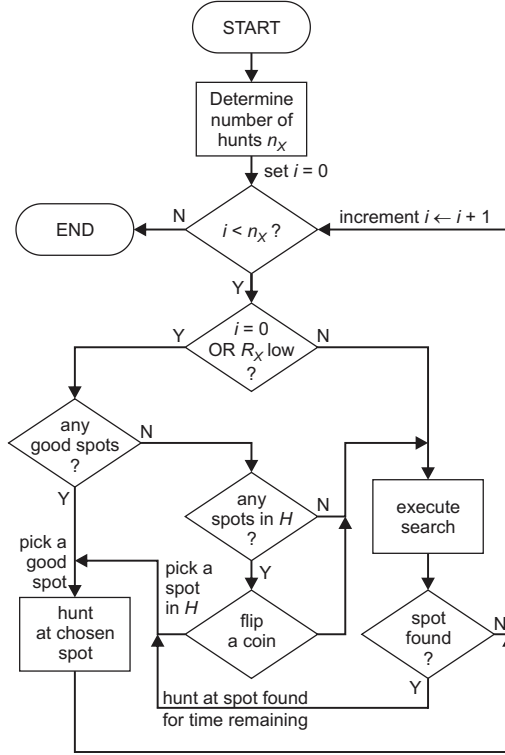 START
Determine
number of
hunts n_X
set i = 0
N
END
i < n_X ?
increment i ← i + 1
Y
Y
i = 0
OR R_X low
?
N
any
good spots
?
N
Y
any
spots in H
?
N
execute
search
pick a
good
spot
pick a
spot
in H
Y
hunt
at chosen
spot
flip
a coin
spot
found
?
N
Y
hunt at spot found
for time remaining